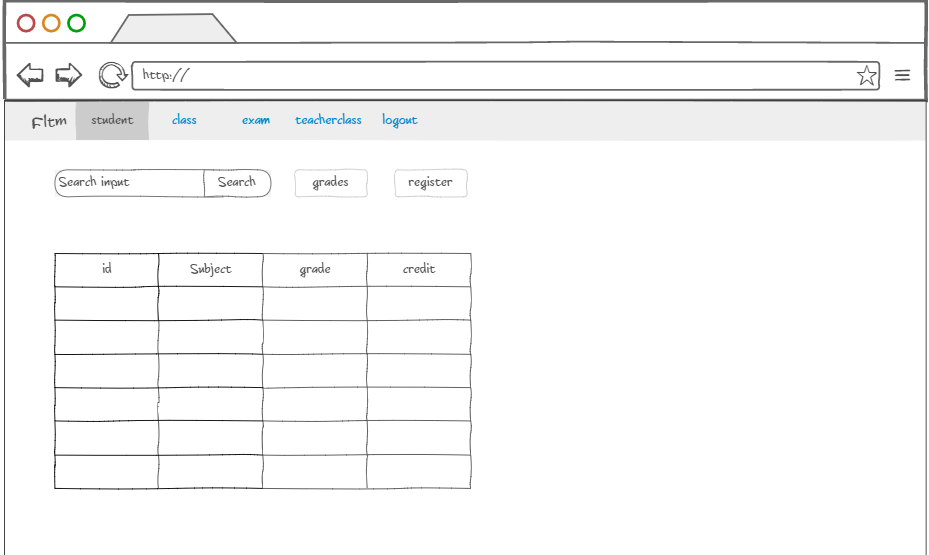 http://
Fltm student class exam teacherclass logout
Search input Search grades register
id Subject grade credit